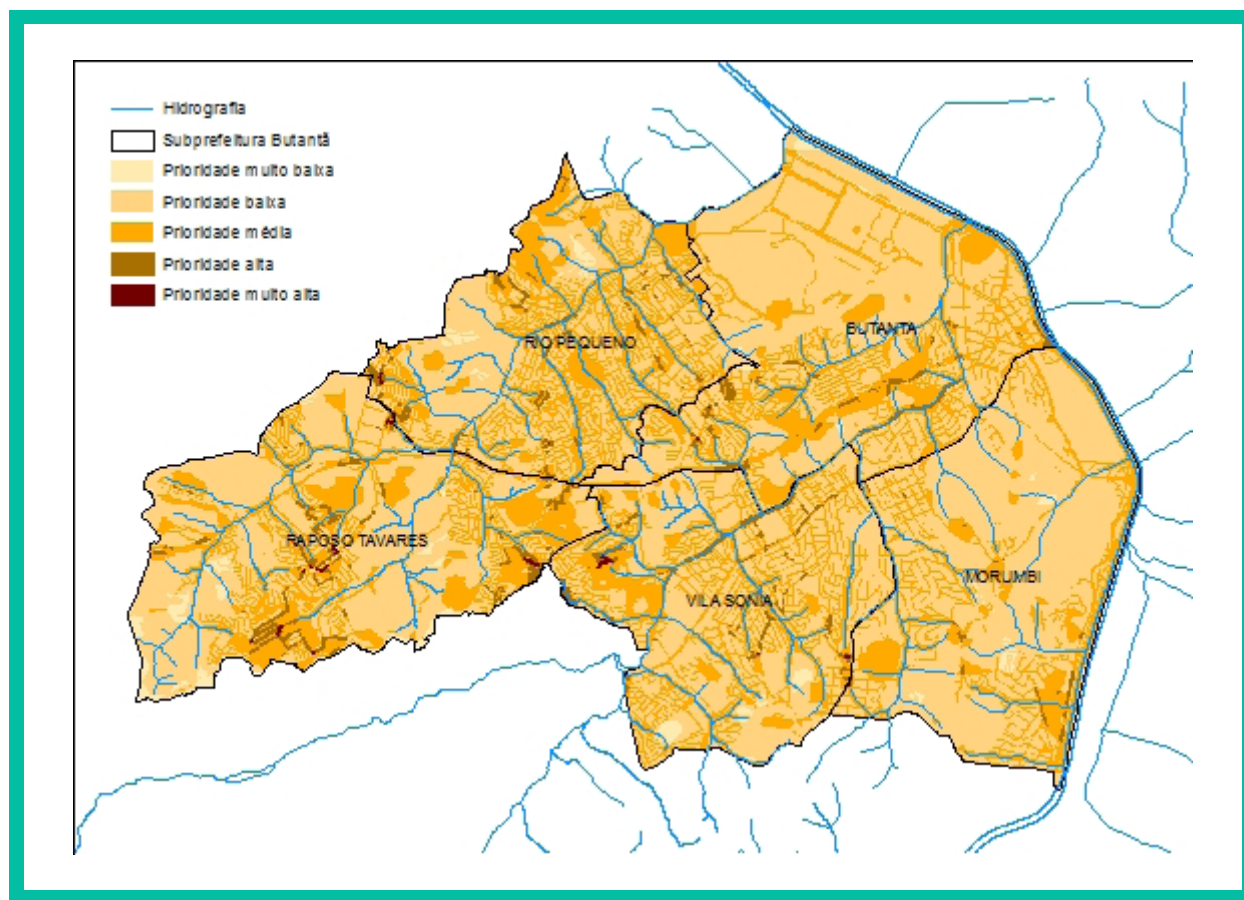 Hidrografia
Subprefeitura Butantã
Prioridade muito baixa
Prioridade baixa
Prioridade média
Prioridade alta
Prioridade muito alta
RIO PEQUENO
BUTANTA
RAPOSO TAVARES
MORUMBI
VILA SONIA